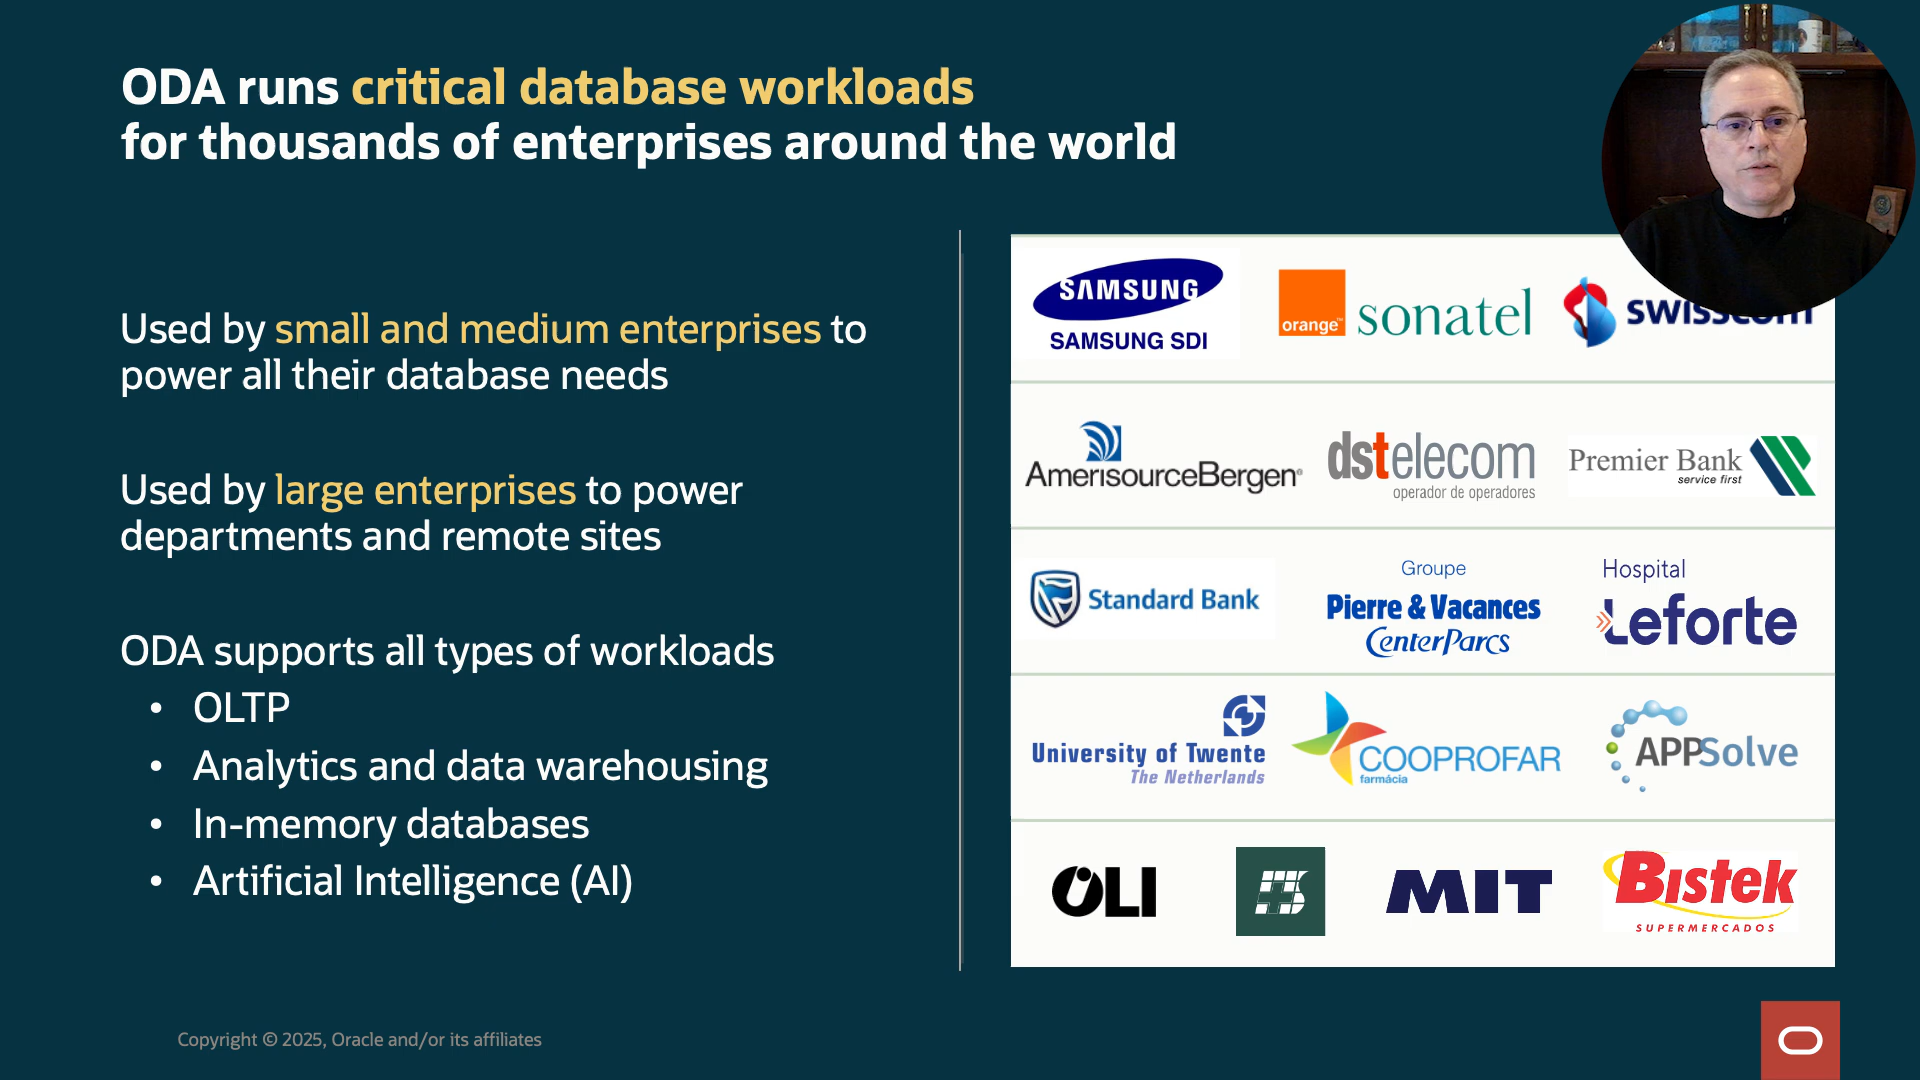 ODA runs critical database workloads
for thousands of enterprises around the world
Used by small and medium enterprises to
power all their database needs
Used by large enterprises to power
departments and remote sites
ODA supports all types of workloads
• OLTP
• Analytics and data warehousing
• In-memory databases
• Artificial Intelligence (AI)
SAMSUNG
SAMSUNG SDI
orange™
sonatel
swisscom
AmerisourceBergen®
dstelecom
operador de operadores
Premier Bank
service first
Standard Bank
Groupe
Pierre & Vacances
CenterParcs
Hospital
Leforte
University of Twente
The Netherlands
COOPROFAR
farmácia
APPSolve
OLI
MIT
Bistek
SUPERMERCADOS
Copyright © 2025, Oracle and/or its affiliates